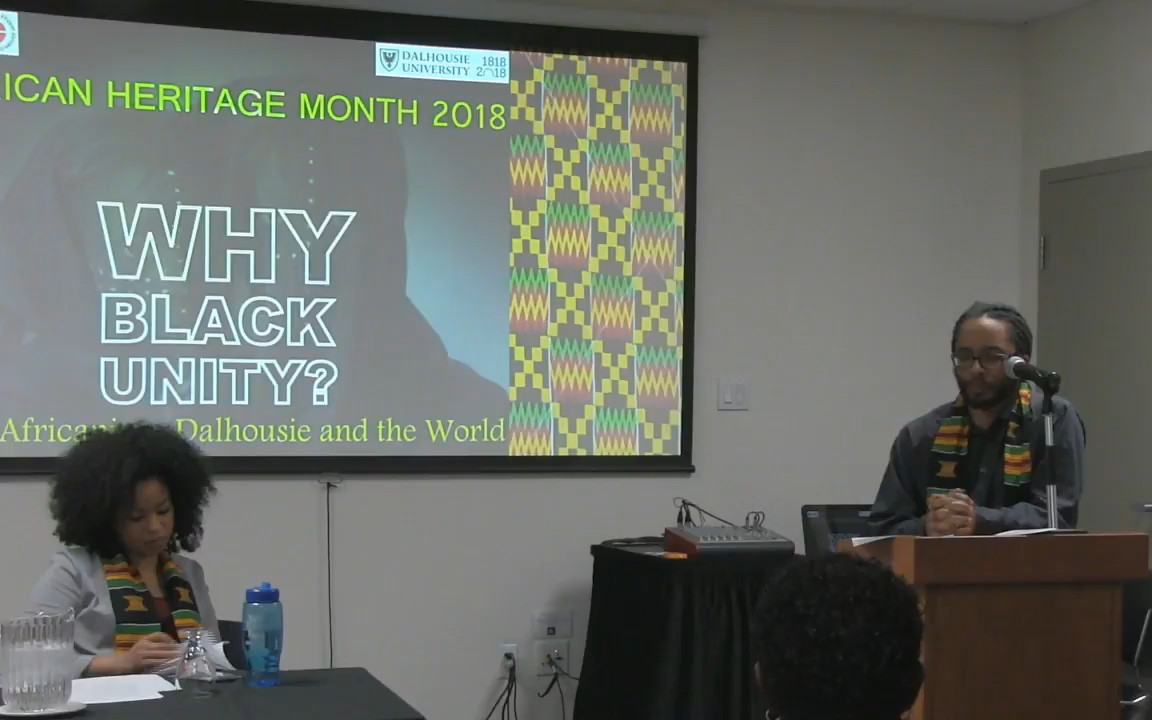 DALHOUSIE
UNIVERSITY
1818
2018
ICAN HERITAGE MONTH 2018
WHY
BLACK
UNITY?
Dalhousie and the World